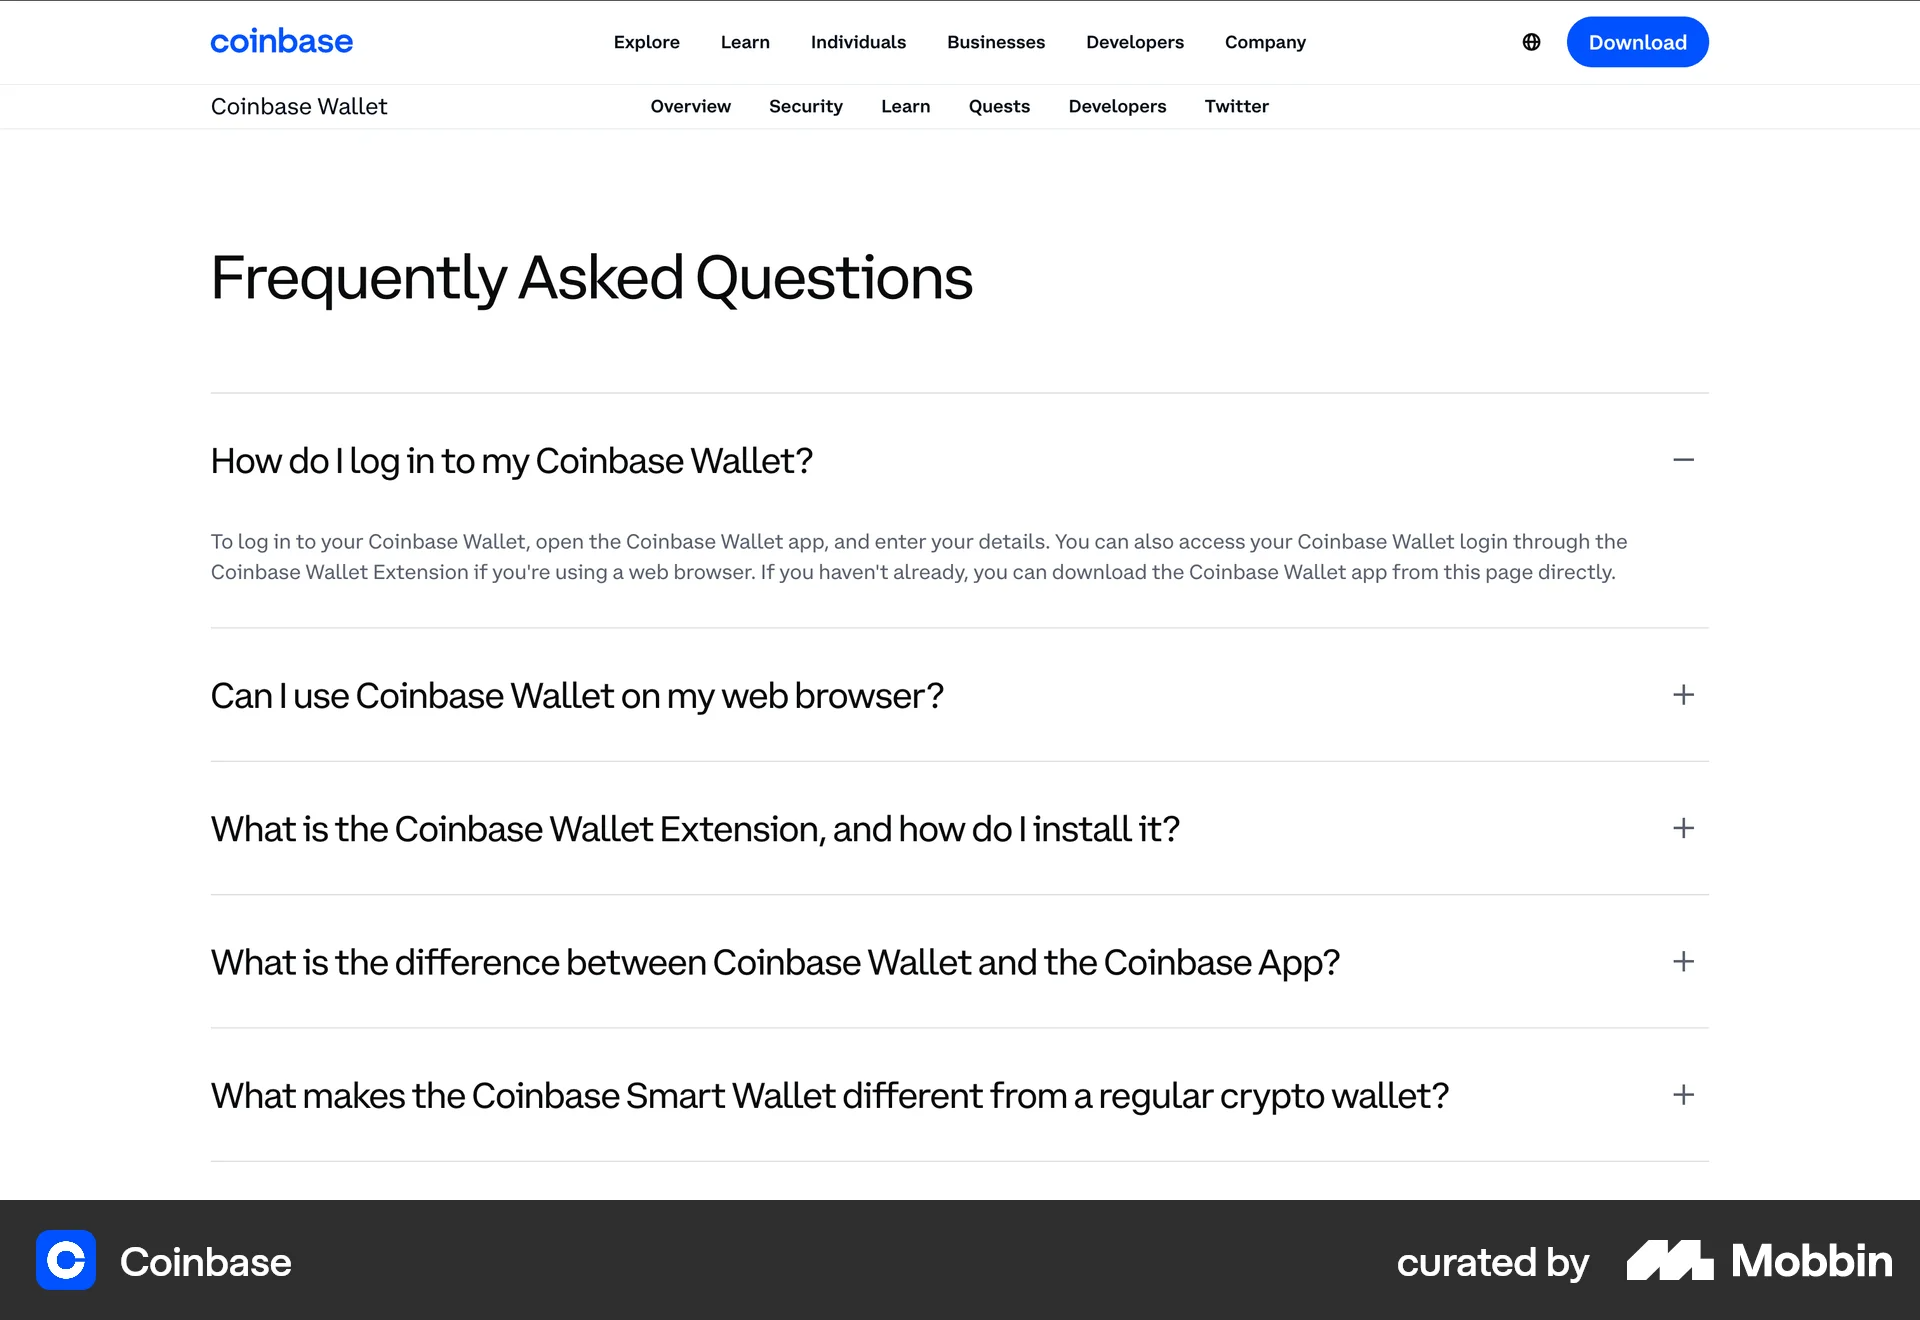 coinbase
Explore Learn Individuals Businesses Developers Company
Download
Coinbase Wallet
Overview Security Learn Quests Developers Twitter
Frequently Asked Questions
How do I log in to my Coinbase Wallet?
To log in to your Coinbase Wallet, open the Coinbase Wallet app, and enter your details. You can also access your Coinbase Wallet login through the
Coinbase Wallet Extension if you're using a web browser. If you haven't already, you can download the Coinbase Wallet app from this page directly.
Can I use Coinbase Wallet on my web browser?
What is the Coinbase Wallet Extension, and how do I install it?
What is the difference between Coinbase Wallet and the Coinbase App?
What makes the Coinbase Smart Wallet different from a regular crypto wallet?
Coinbase
curated by Mobbin